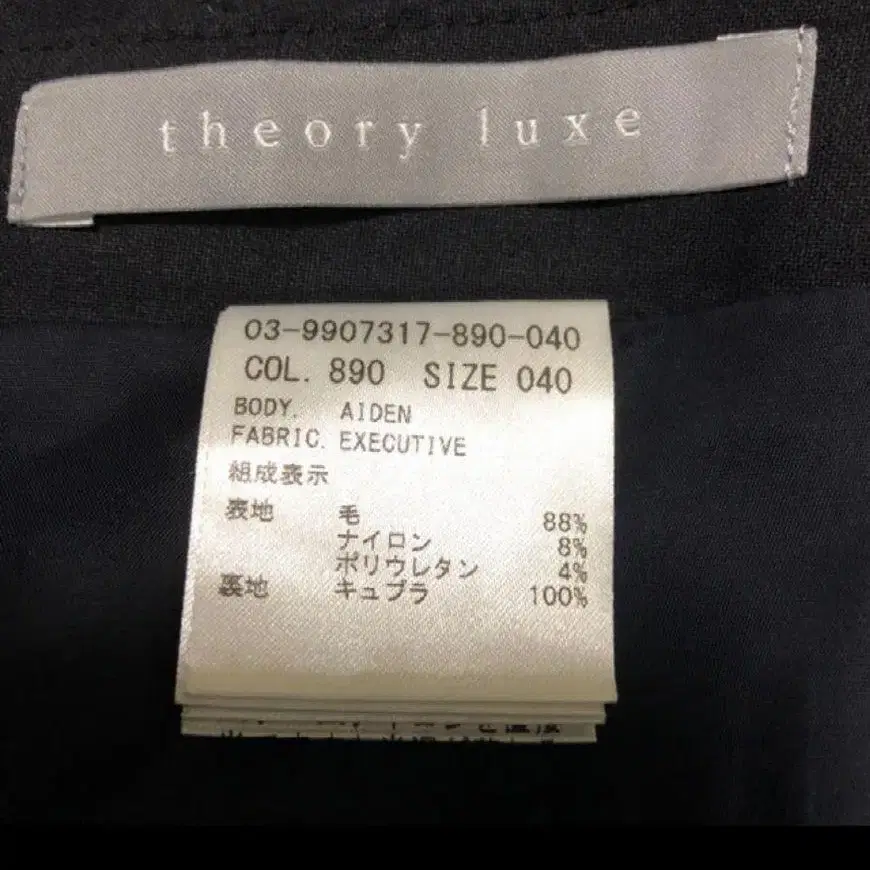 theory luxe
03-9907317-890-040
COL. 890 SIZE 040
BODY. AIDEN
FABRIC. EXECUTIVE
組成表示
表地 毛 88%
ナイロン 8%
ポリウレタン 4%
裏地 キュプラ 100%